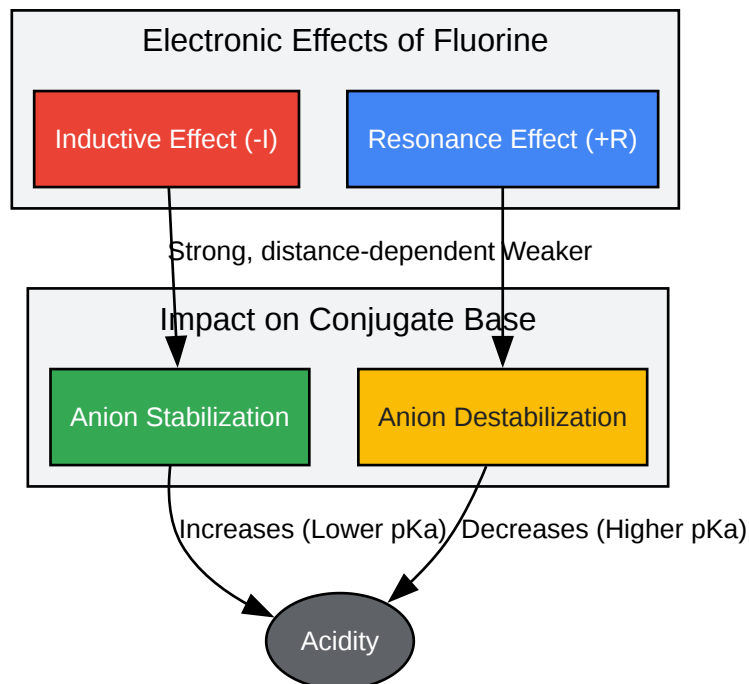 Electronic Effects of Fluorine
Inductive Effect (-I)
Resonance Effect (+R)
Strong, distance-dependent
Weaker
Impact on Conjugate Base
Anion Stabilization
Anion Destabilization
Increases (Lower pKa)
Decreases (Higher pKa)
Acidity